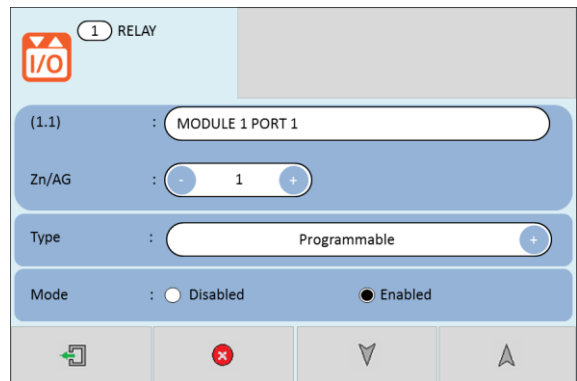 1 RELAY
I/O
(1.1) : MODULE 1 PORT 1
Zn/AG : - 1 +
Type : Programmable +
Mode : Disabled Enabled